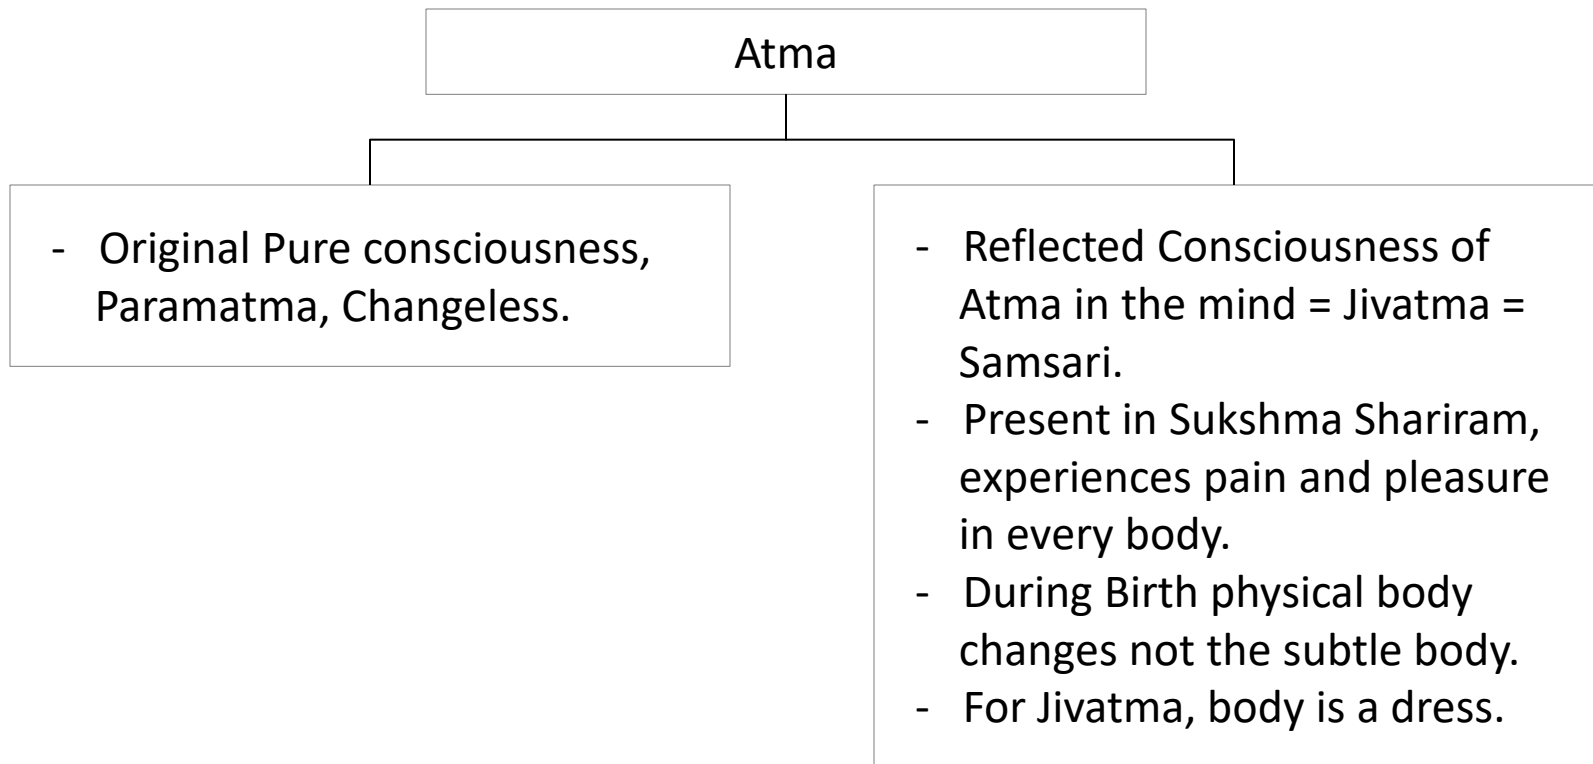 Atma
- Original Pure consciousness,
Paramatma, Changeless.
- Reflected Consciousness of
Atma in the mind = Jivatma =
Samsari.
- Present in Sukshma Shariram,
experiences pain and pleasure
in every body.
- During Birth physical body
changes not the subtle body.
- For Jivatma, body is a dress.